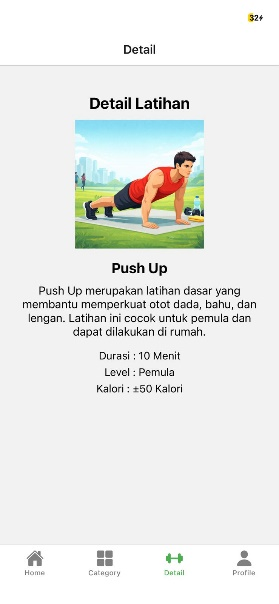 32
Detail
Detail Latihan
Push Up
Push Up merupakan latihan dasar yang
membantu memperkuat otot dada, bahu, dan
lengan. Latihan ini cocok untuk pemula dan
dapat dilakukan di rumah.
Durasi : 10 Menit
Level : Pemula
Kalori : ±50 Kalori
Home
Category
Detail
Profile